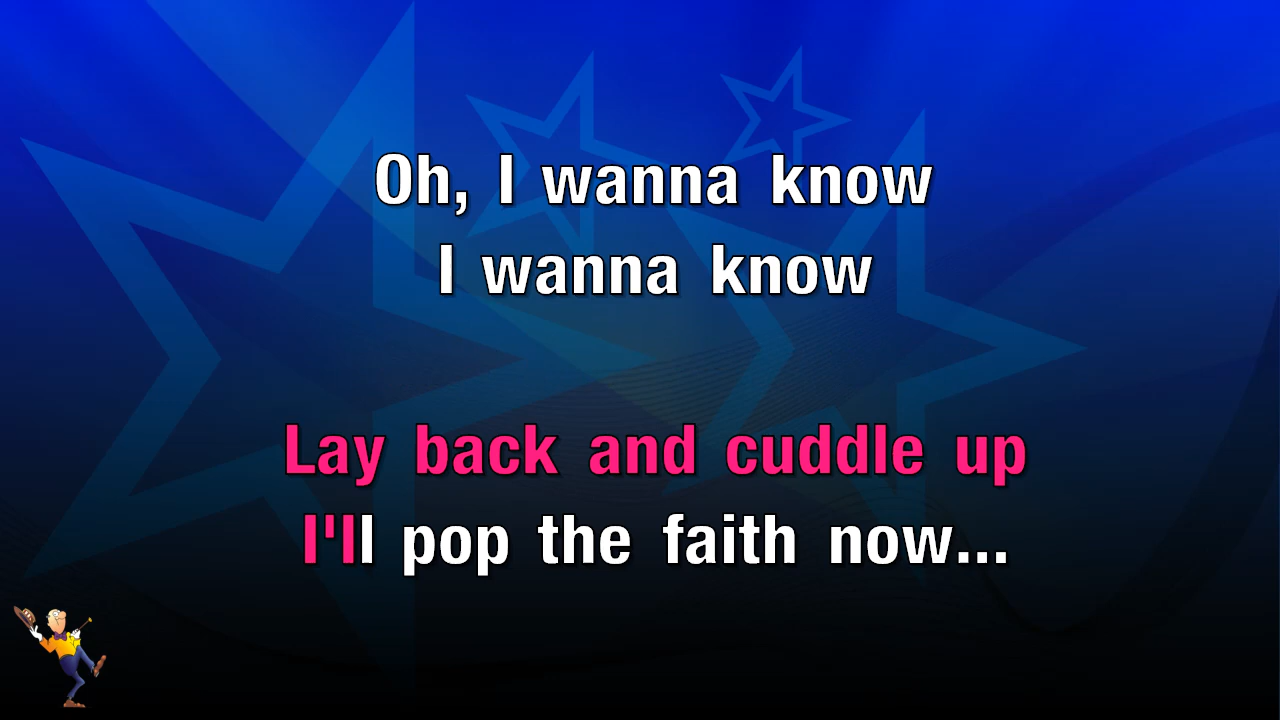 Oh, I wanna know
I wanna know
Lay back and cuddle up
I'll pop the faith now...